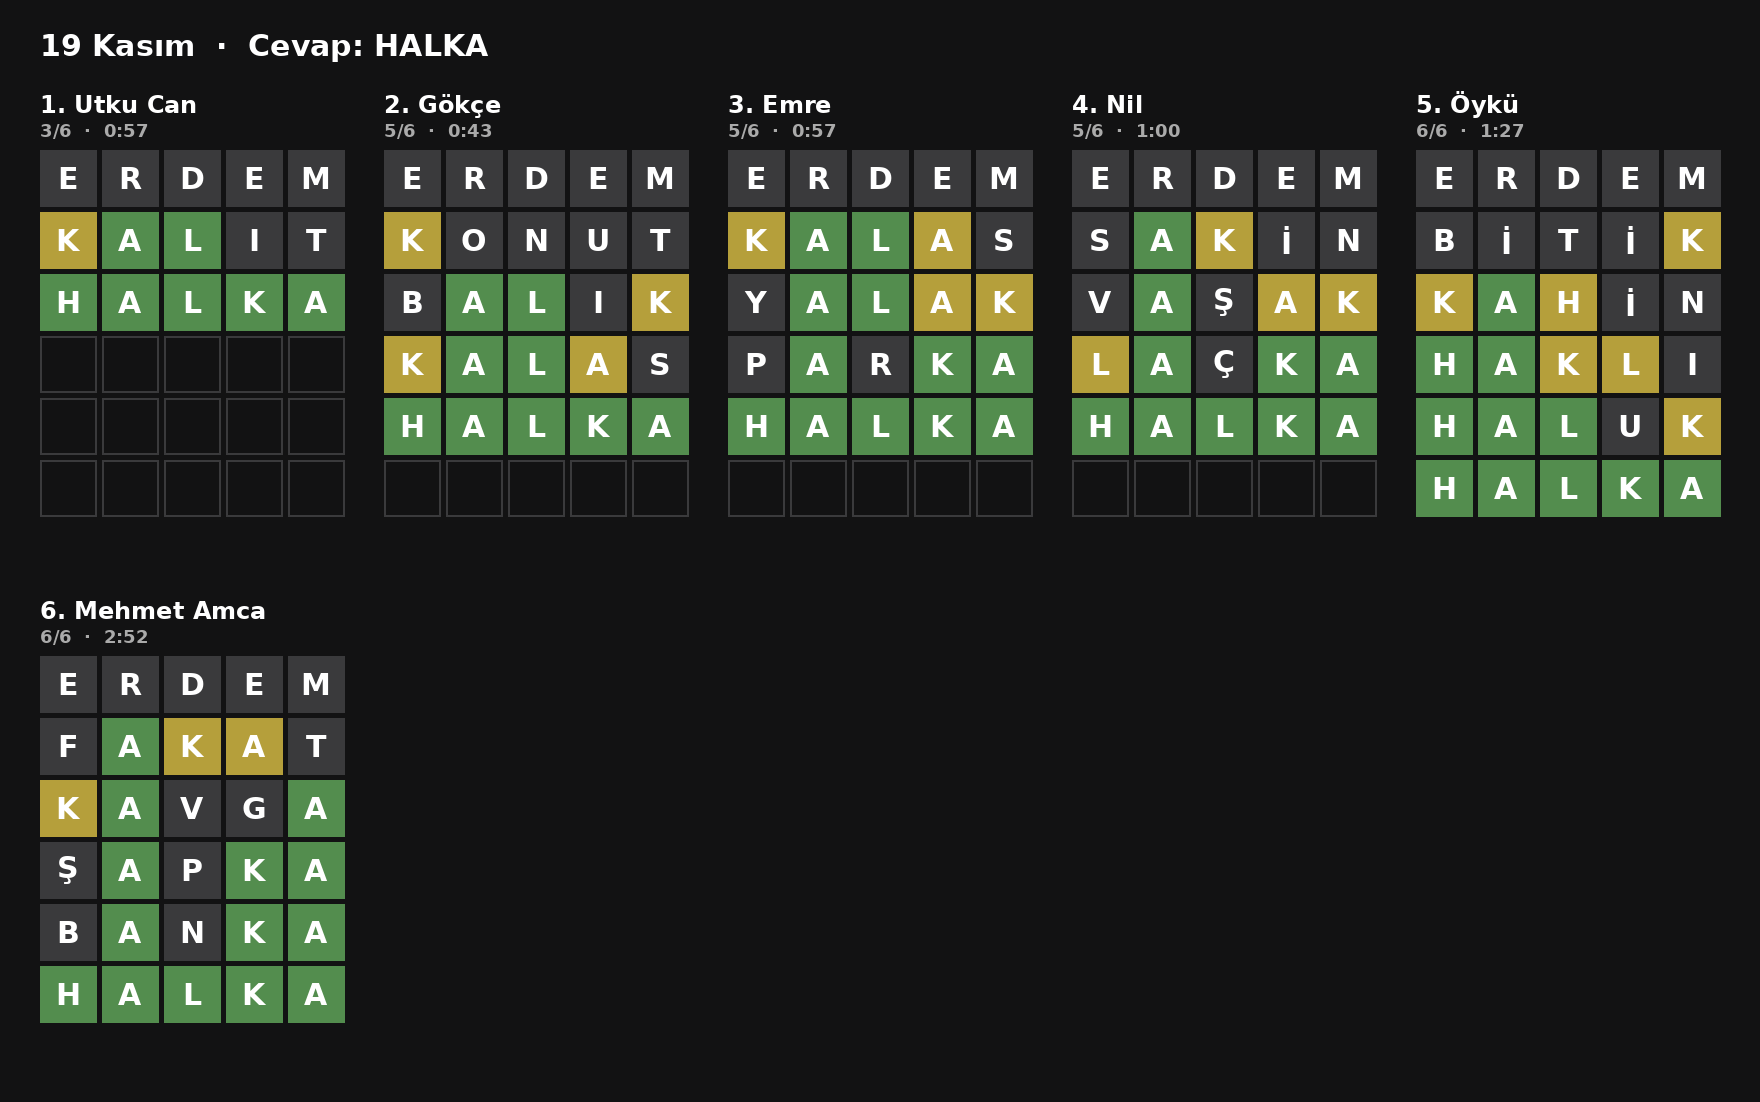 19 Kasım · Cevap: HALKA
1. Utku Can
3/6 · 0:57
ERDEM
KALIT
HALKA
2. Gökçe
5/6 · 0:43
ERDEM
KONUT
BALIK
KALAS
HALKA
3. Emre
5/6 · 0:57
ERDEM
KALAS
YALAK
PARKA
HALKA
4. Nil
5/6 · 1:00
ERDEM
SAKİN
VAŞAK
LAÇKA
HALKA
5. Öykü
6/6 · 1:27
ERDEM
BİTİK
KAHİN
HAKLI
HALUK
HALKA
6. Mehmet Amca
6/6 · 2:52
ERDEM
FAKAT
KAVGA
ŞAPKA
BANKA
HALKA